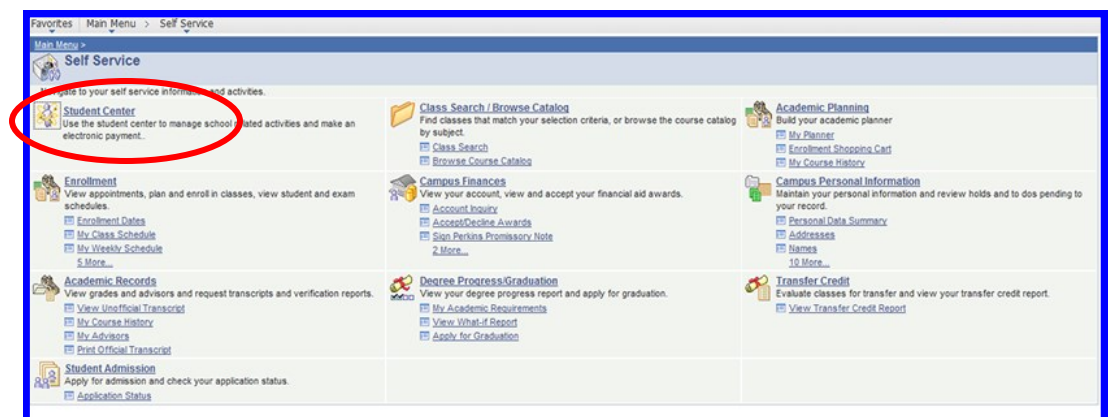 Favorites Main Menu > Self Service
Main Menu >
Self Service
Navigate to your self service information and activities.
Student Center
Use the student center to manage school related activities and make an
electronic payment..
Class Search / Browse Catalog
Find classes that match your selection criteria, or browse the course catalog
by subject.
Class Search
Browse Course Catalog
Academic Planning
Build your academic planner
My Planner
Enrollment Shopping Cart
My Course History
Enrollment
View appointments, plan and enroll in classes, view student and exam
schedules.
Enrollment Dates
My Class Schedule
My Weekly Schedule
5 More...
Campus Finances
View your account, view and accept your financial aid awards.
Account Inquiry
Accept/Decline Awards
Sign Perkins Promissory Note
2 More...
Campus Personal Information
Maintain your personal information and review holds and to dos pending to
your record.
Personal Data Summary
Addresses
Names
10 More...
Academic Records
View grades and advisors and request transcripts and verification reports.
View Unofficial Transcript
My Course History
My Advisors
Print Official Transcript
Degree Progress/Graduation
View your degree progress report and apply for graduation.
My Academic Requirements
View What-if Report
Apply for Graduation
Transfer Credit
Evaluate classes for transfer and view your transfer credit report.
View Transfer Credit Report
Student Admission
Apply for admission and check your application status.
Application Status